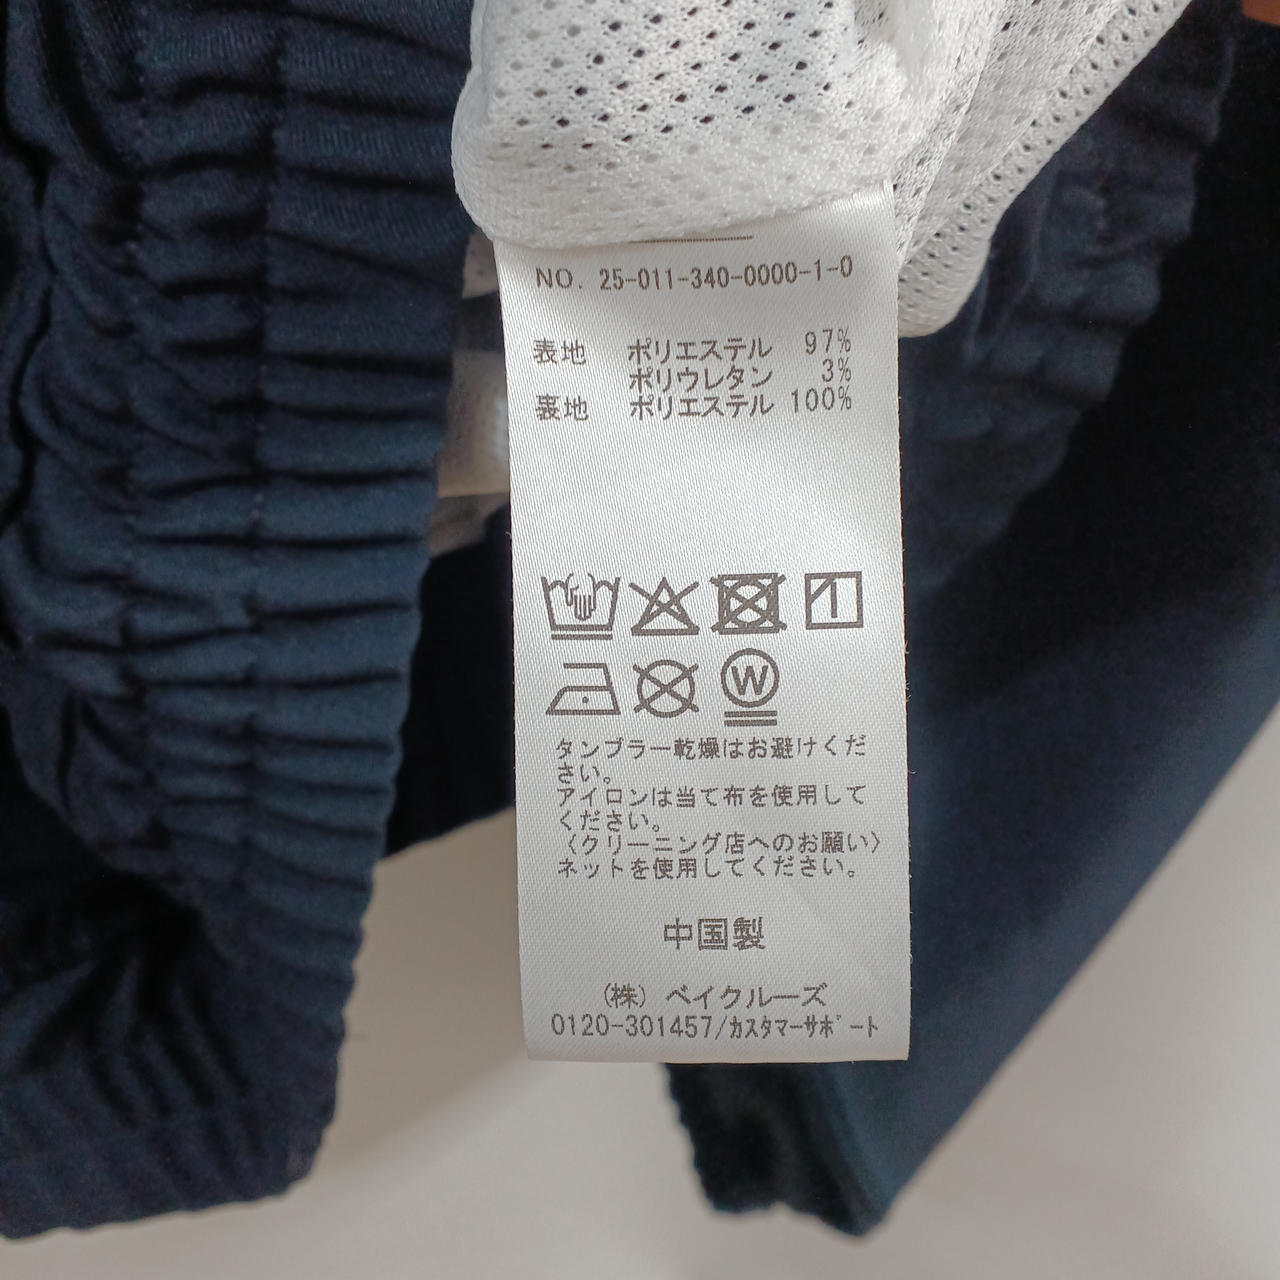 NO. 25-011-340-0000-1-0
表地 ポリエステル 97%
ポリウレタン 3%
裏地 ポリエステル 100%
W
タンブラー乾燥はお避けくだ
さい。
アイロンは当て布を使用して
ください。
〈クリーニング店へのお願い〉
ネットを使用してください。
中国製
(株) ベイクルーズ
0120-301457/ｶｽﾀﾏｰｻﾎﾟｰﾄ